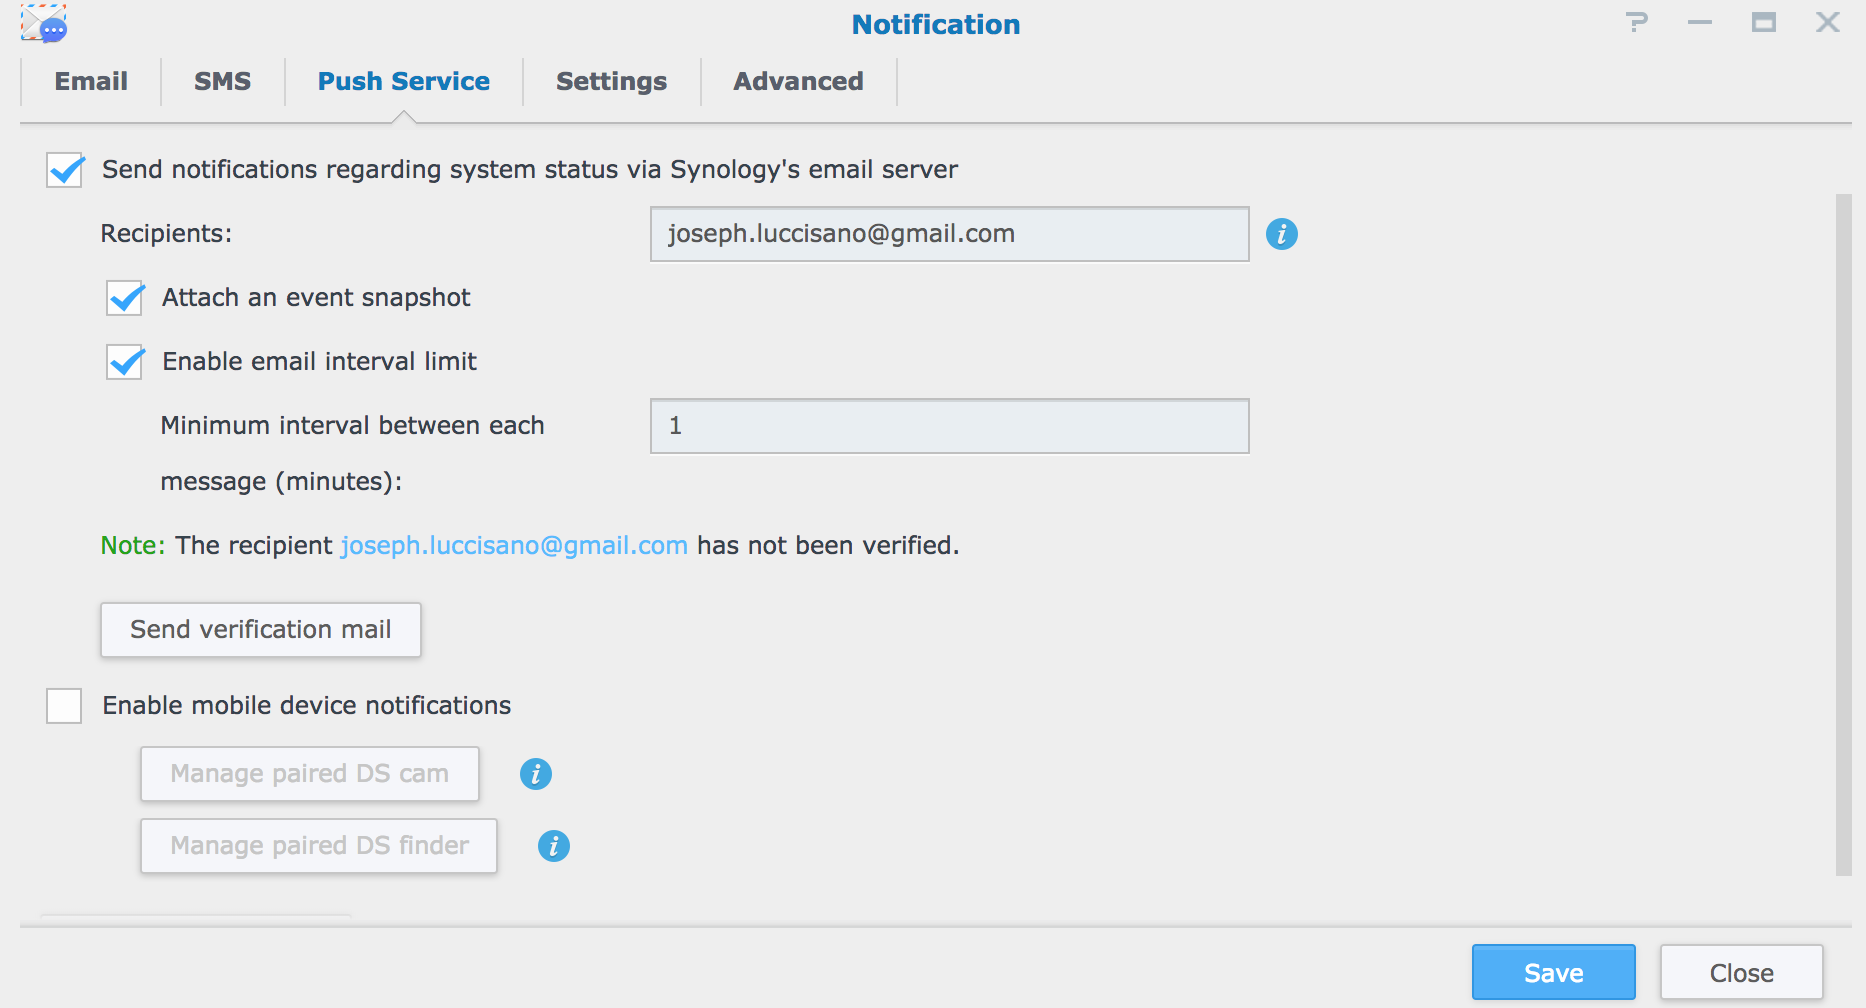 Notification
Email SMS Push Service Settings Advanced
Send notifications regarding system status via Synology's email server
Recipients: joseph.luccisano@gmail.com
Attach an event snapshot
Enable email interval limit
Minimum interval between each 1
message (minutes):
Note: The recipient joseph.luccisano@gmail.com has not been verified.
Send verification mail
Enable mobile device notifications
Manage paired DS cam
Manage paired DS finder
Save Close